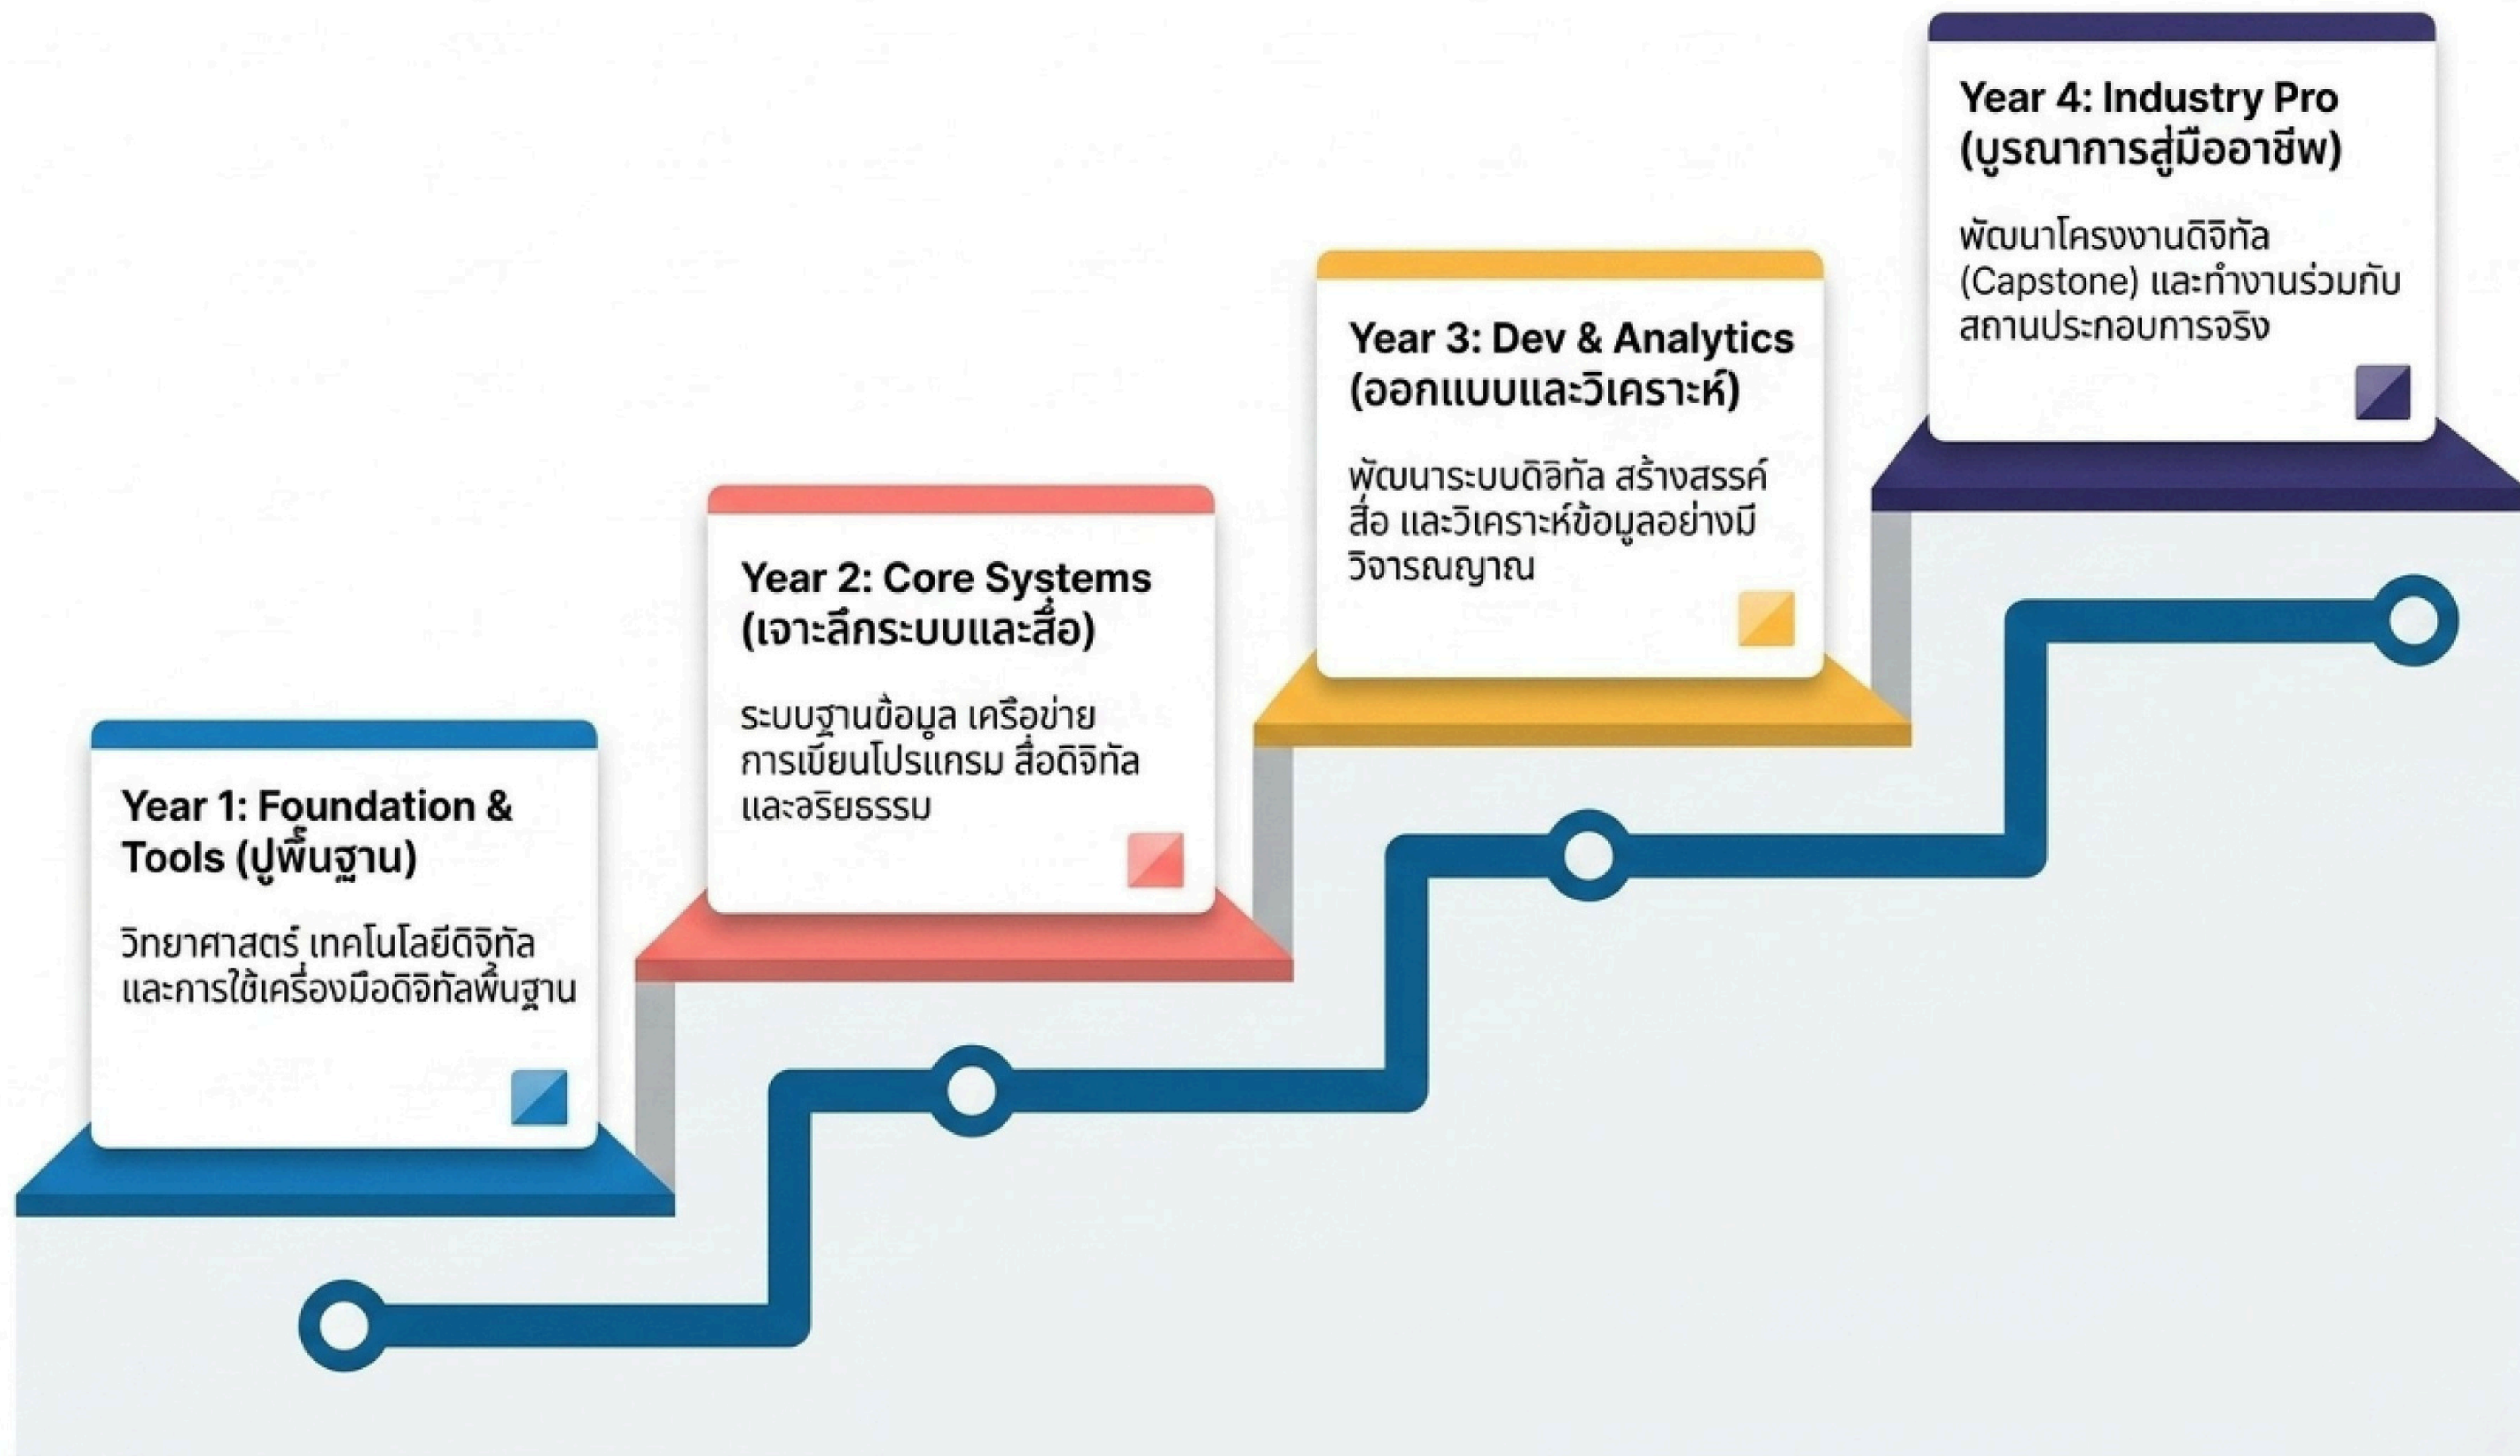 Year 1: Foundation &
Tools (ปูพื้นฐาน)
วิทยาศาสตร์ เทคโนโลยีดิจิทัล
และการใช้เครื่องมือดิจิทัลพื้นฐาน
Year 2: Core Systems
(เจาะลึกระบบและสื่อ)
ระบบฐานข้อมูล เครือข่าย
การเขียนโปรแกรม สื่อดิจิทัล
และอริยธรรม
Year 3: Dev & Analytics
(ออกแบบและวิเคราะห์)
พัฒนาระบบดิอิทัล สร้างสรรค์
สื่อ และวิเคราะห์ข้อมูลอย่างมี
วิจารณญาณ
Year 4: Industry Pro
(บูรณาการสู่มืออาชีพ)
พัฒนาโครงงานดิจิทัล
(Capstone) และทำงานร่วมกับ
สถานประกอบการจริง